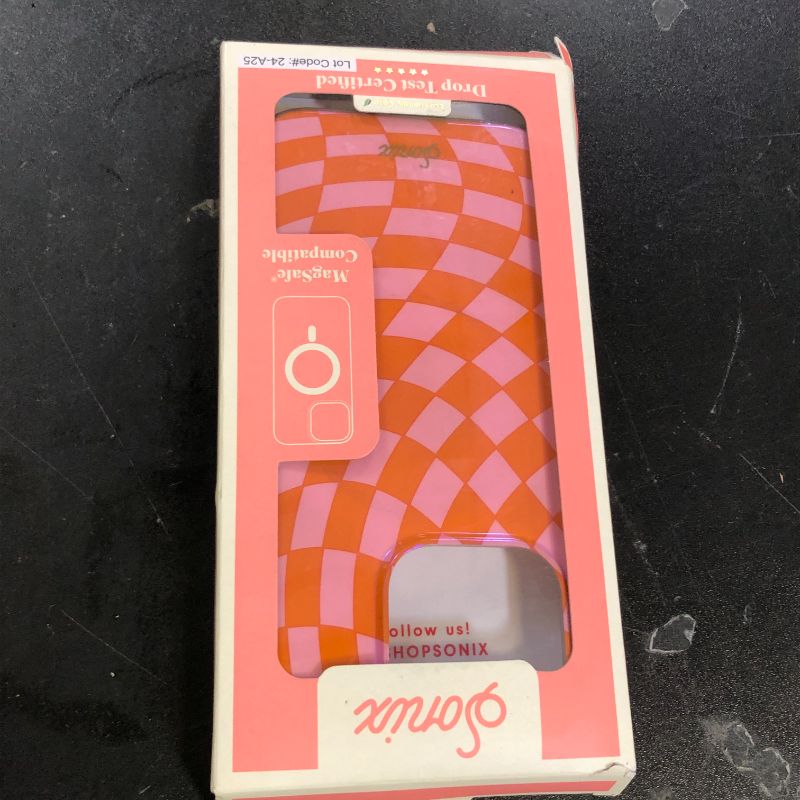 Sonix
ollow us!
HOPSONIX
MagSafe®
Compatible
Sonix
Drop Test Certified
Lot Code#: 24-A25